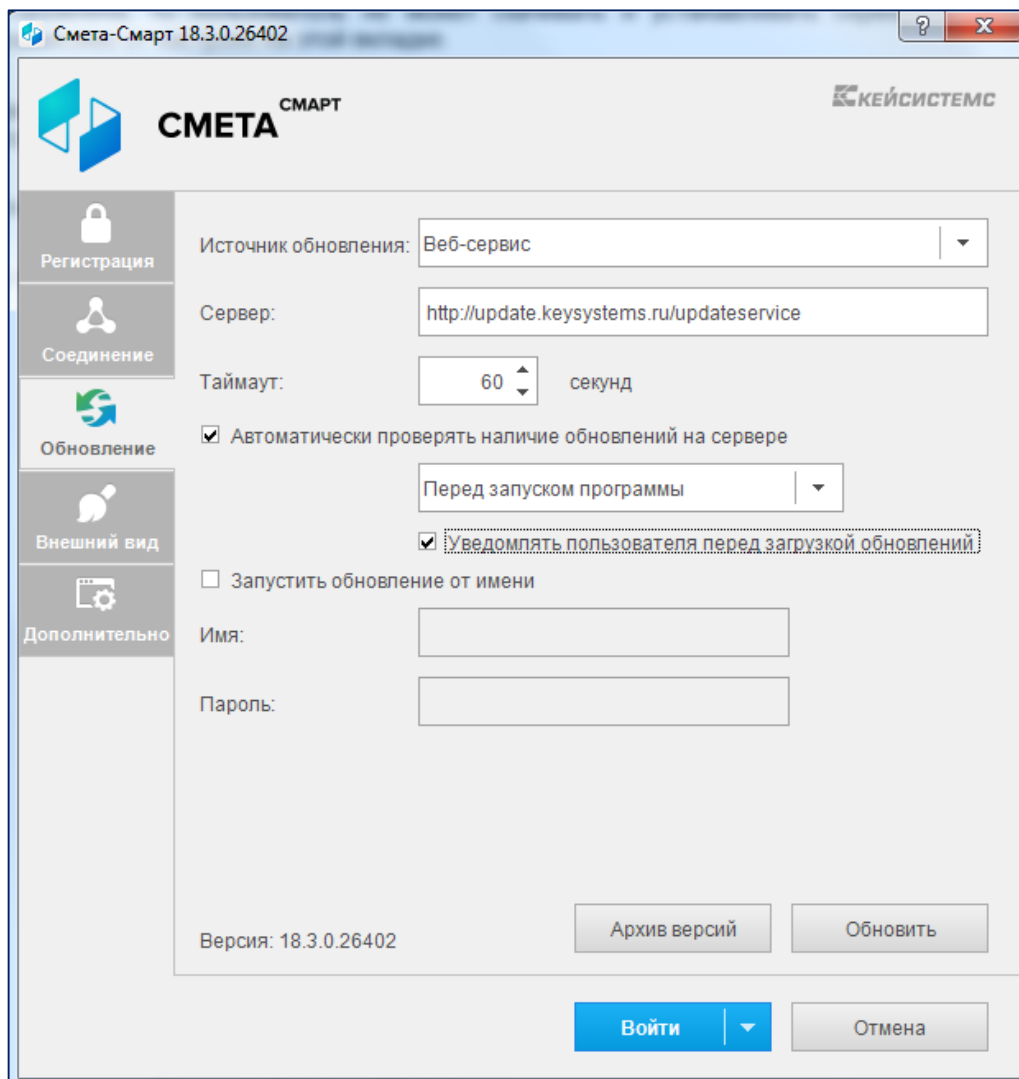 Смета-Смарт 18.3.0.26402
СМЕТА СМАРТ
КЕЙСИСТЕМС
Регистрация
Соединение
Обновление
Внешний вид
Дополнительно
Источник обновления: Веб-сервис
Сервер: http://update.keysystems.ru/updateservice
Таймаут: 60 секунд
Автоматически проверять наличие обновлений на сервере
Перед запуском программы
Уведомлять пользователя перед загрузкой обновлений
Запустить обновление от имени
Имя:
Пароль:
Версия: 18.3.0.26402
Архив версий
Обновить
Войти
Отмена